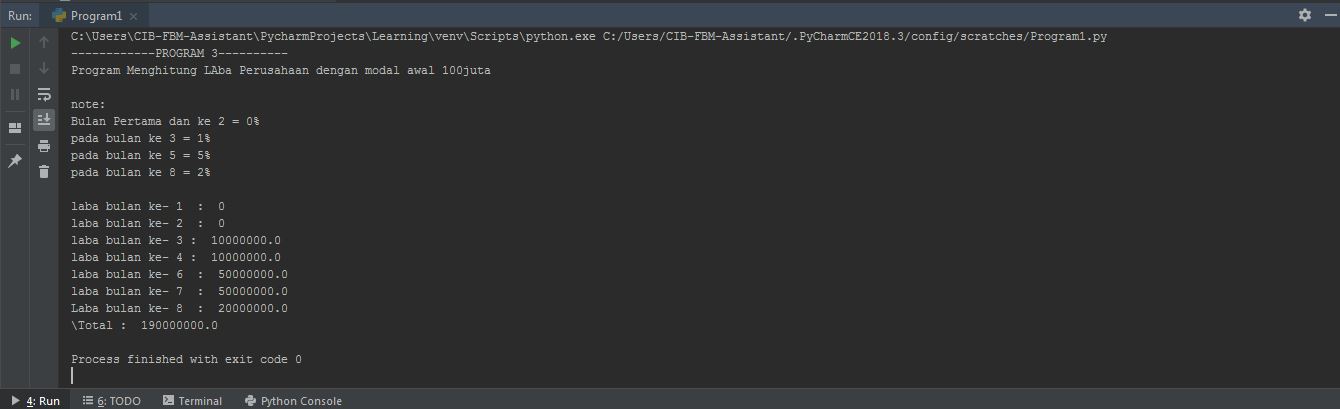 Run: Program1
C:\Users\CIB-FBM-Assistant\PycharmProjects\Learning\venv\Scripts\python.exe C:/Users/CIB-FBM-Assistant/.PyCharmCE2018.3/config/scratches/Program1.py
------------PROGRAM 3----------
Program Menghitung LAba Perusahaan dengan modal awal 100juta
note:
Bulan Pertama dan ke 2 = 0%
pada bulan ke 3 = 1%
pada bulan ke 5 = 5%
pada bulan ke 8 = 2%
laba bulan ke- 1  :  0
laba bulan ke- 2  :  0
laba bulan ke- 3 :  10000000.0
laba bulan ke- 4 :  10000000.0
laba bulan ke- 6  :  50000000.0
laba bulan ke- 7  :  50000000.0
Laba bulan ke- 8  :  20000000.0
\Total :  190000000.0
Process finished with exit code 0
4: Run 6: TODO Terminal Python Console